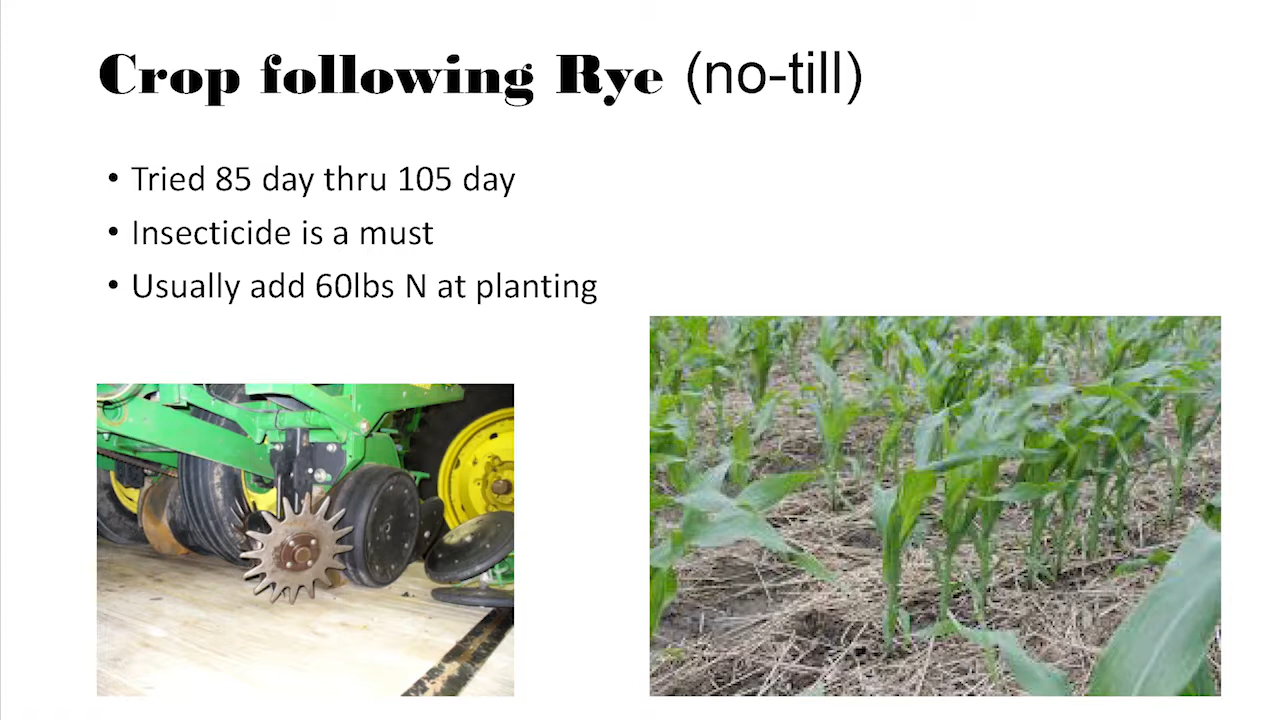 Crop following Rye (no-till)
• Tried 85 day thru 105 day
• Insecticide is a must
• Usually add 60lbs N at planting